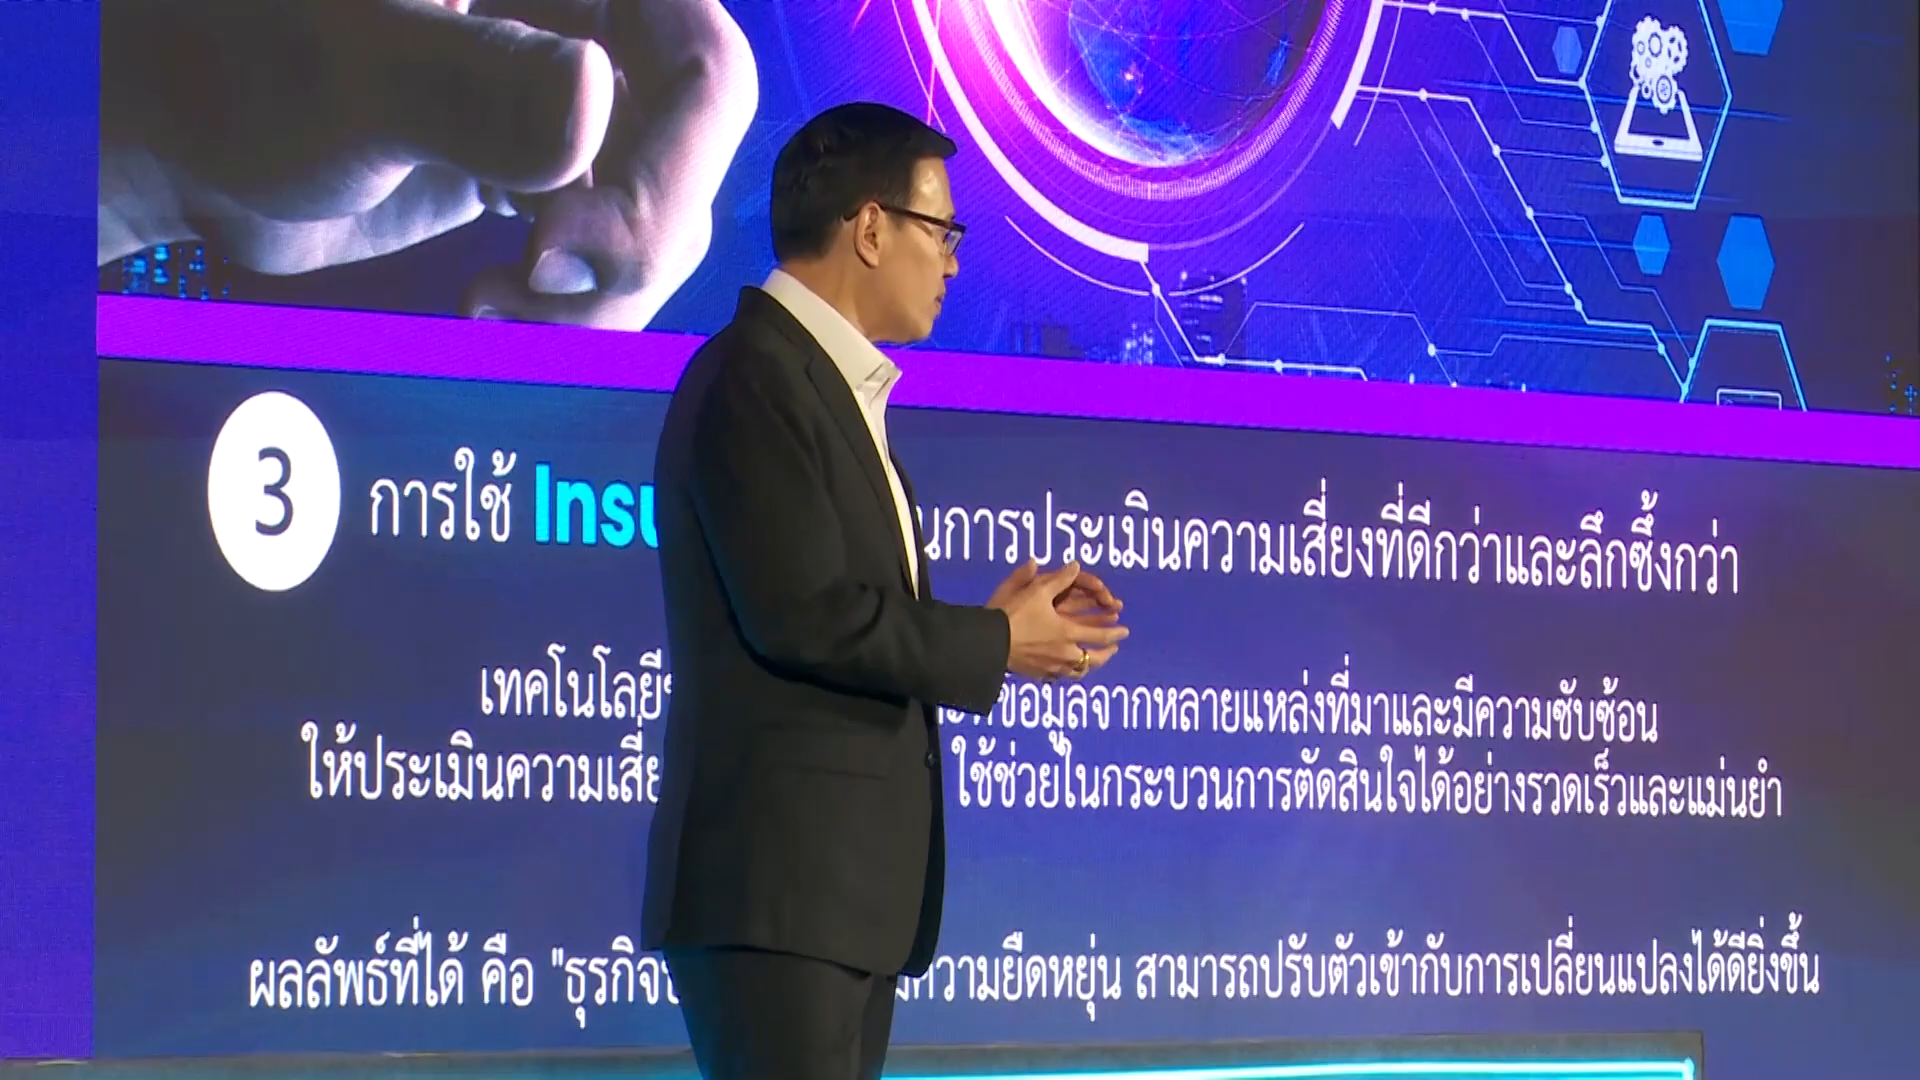 3 การใช้ การประเมินความเสี่ยงที่ดีกว่าและลึกซึ้งกว่า
เทคโนโลยี ข้อมูลจากหลายแหล่งที่มาและมีความซับซ้อน
ให้ประเมินความ ใช้ช่วยในกระบวนการตัดสินใจได้อย่างรวดเร็วและแม่นยำ
ผลลัพธ์ที่ได้ คือ "ธุรกิจ ความยืดหยุ่น สามารถปรับตัวเข้ากับการเปลี่ยนแปลงได้ดียิ่งขึ้น